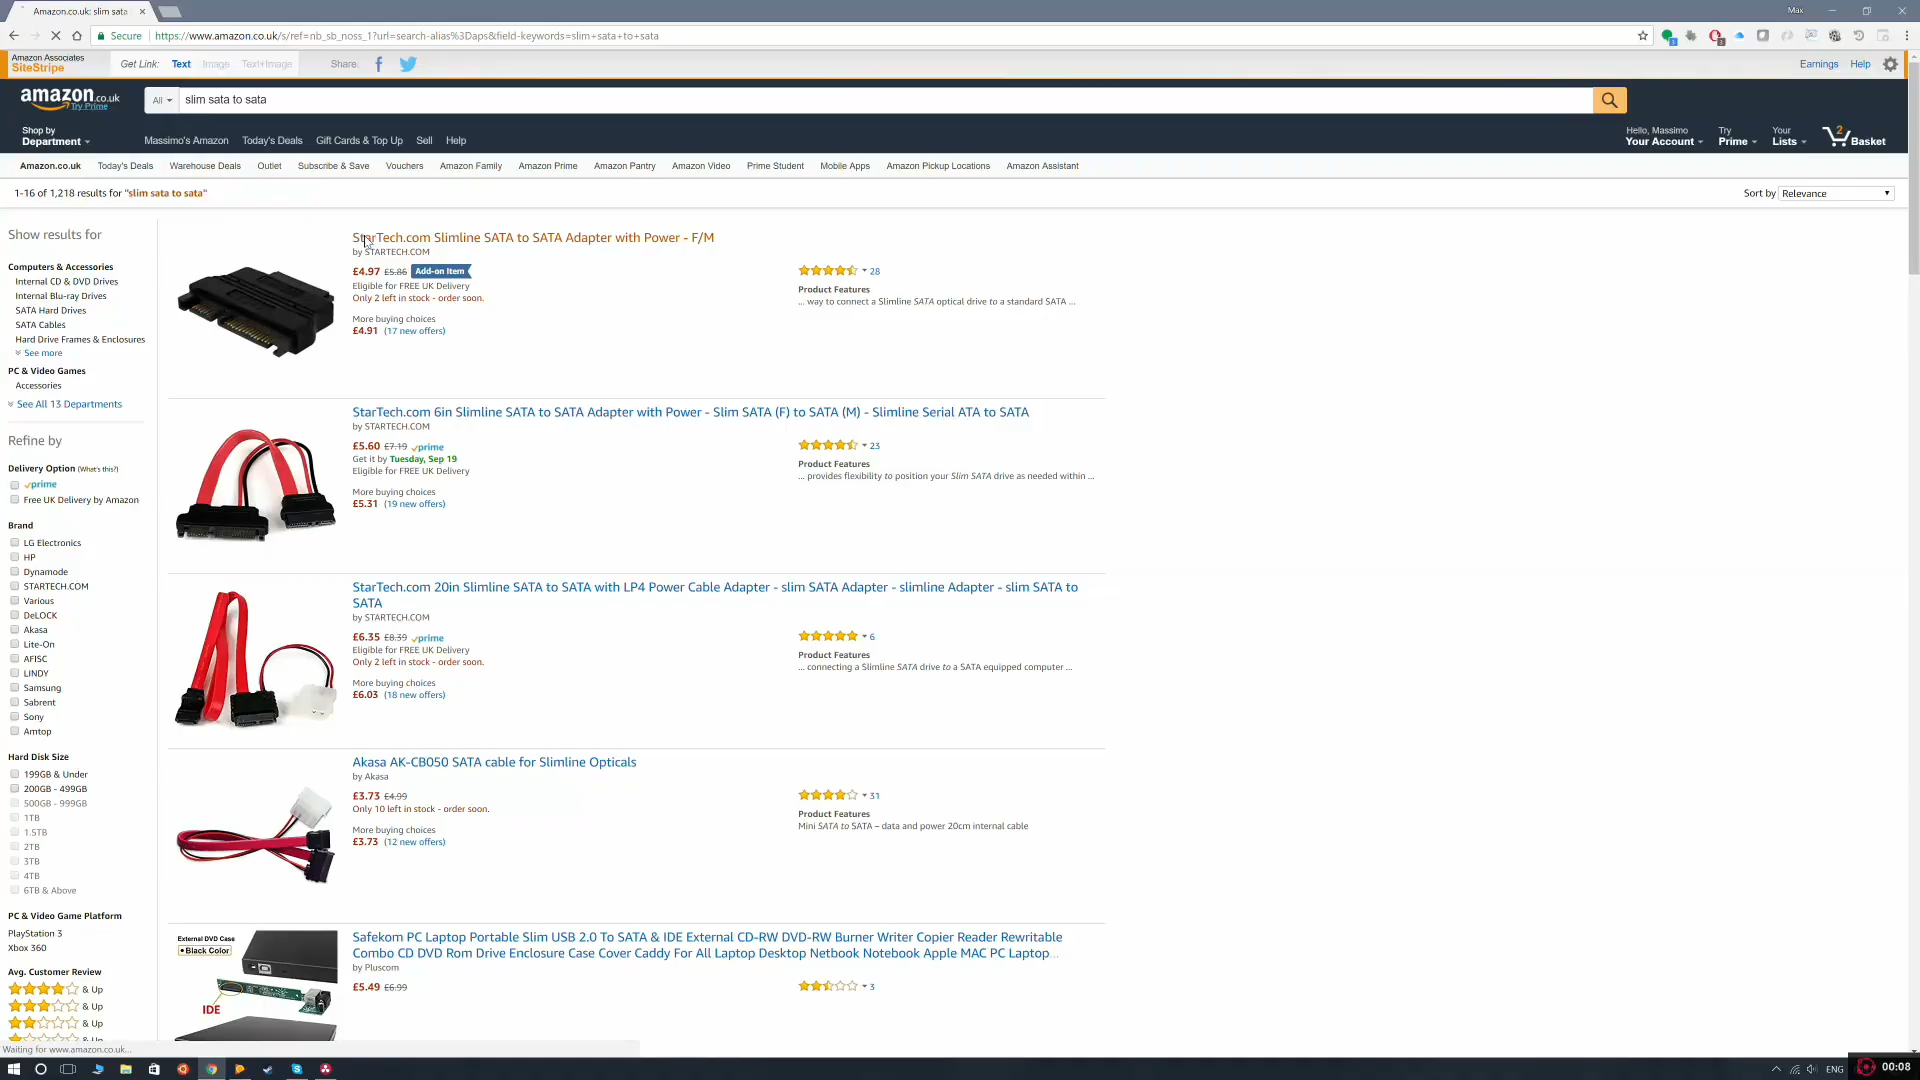 Amazon.co.uk: slim sata
Max
Secure
https://www.amazon.co.uk/s/ref=nb_sb_noss_1?url=search-alias%3Daps&field-keywords=slim+sata+to+sata
Amazon Associates
SiteStripe
Get Link: Text Image Text+Image Share:
Earnings Help
amazon.co.uk
Try Prime
All
slim sata to sata
Shop by
Department
Massimo's Amazon Today's Deals Gift Cards & Top Up Sell Help
Hello, Massimo
Your Account
Try
Prime
Your
Lists
2
Basket
Amazon.co.uk Today's Deals Warehouse Deals Outlet Subscribe & Save Vouchers Amazon Family Amazon Prime Amazon Pantry Amazon Video Prime Student Mobile Apps Amazon Pickup Locations Amazon Assistant
1-16 of 1,218 results for "slim sata to sata"
Sort by Relevance
Show results for
Computers & Accessories
Internal CD & DVD Drives
Internal Blu-ray Drives
SATA Hard Drives
SATA Cables
Hard Drive Frames & Enclosures
See more
PC & Video Games
Accessories
See All 13 Departments
Refine by
Delivery Option (What's this?)
prime
Free UK Delivery by Amazon
Brand
LG Electronics
HP
Dynamode
STARTECH.COM
Various
DeLOCK
Akasa
Lite-On
AFISC
LINDY
Samsung
Sabrent
Sony
Amtop
Hard Disk Size
199GB & Under
200GB - 499GB
500GB - 999GB
1TB
1.5TB
2TB
3TB
4TB
6TB & Above
PC & Video Game Platform
PlayStation 3
Xbox 360
Avg. Customer Review
& Up
& Up
& Up
& Up
StarTech.com Slimline SATA to SATA Adapter with Power - F/M
by STARTECH.COM
£4.97 £5.86 Add-on Item
Eligible for FREE UK Delivery
Only 2 left in stock - order soon.
More buying choices
£4.91 (17 new offers)
28
Product Features
... way to connect a Slimline SATA optical drive to a standard SATA ...
StarTech.com 6in Slimline SATA to SATA Adapter with Power - Slim SATA (F) to SATA (M) - Slimline Serial ATA to SATA
by STARTECH.COM
£5.60 £7.19 prime
Get it by Tuesday, Sep 19
Eligible for FREE UK Delivery
More buying choices
£5.31 (19 new offers)
23
Product Features
... provides flexibility to position your Slim SATA drive as needed within ...
StarTech.com 20in Slimline SATA to SATA with LP4 Power Cable Adapter - slim SATA Adapter - slimline Adapter - slim SATA to
SATA
by STARTECH.COM
£6.35 £8.39 prime
Eligible for FREE UK Delivery
Only 2 left in stock - order soon.
More buying choices
£6.03 (18 new offers)
6
Product Features
... connecting a Slimline SATA drive to a SATA equipped computer ...
Akasa AK-CB050 SATA cable for Slimline Opticals
by Akasa
£3.73 £4.99
Only 10 left in stock - order soon.
More buying choices
£3.73 (12 new offers)
31
Product Features
Mini SATA to SATA – data and power 20cm internal cable
External DVD Case
• Black Color
IDE
Safekom PC Laptop Portable Slim USB 2.0 To SATA & IDE External CD-RW DVD-RW Burner Writer Copier Reader Rewritable
Combo CD DVD Rom Drive Enclosure Case Cover Caddy For All Laptop Desktop Netbook Notebook Apple MAC PC Laptop...
by Pluscom
£5.49 £6.99
3
Waiting for www.amazon.co.uk...
ENG
00:08